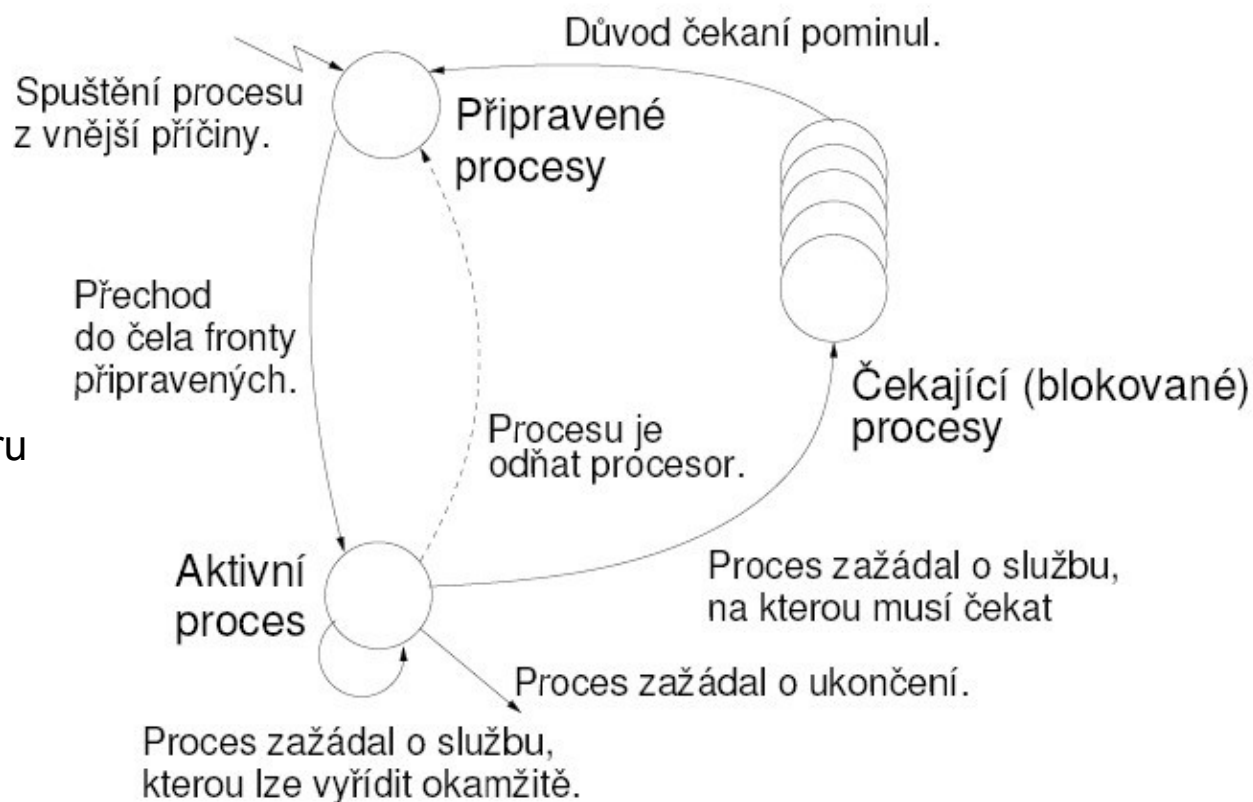 Důvod čekaní pominul.
Spuštění procesu
z vnější příčiny.
Připravené
procesy
Přechod
do čela fronty
připravených.
Čekající (blokované)
procesy
ru
Procesu je
odňat procesor.
Aktivní
proces
Proces zažádal o službu,
na kterou musí čekat
Proces zažádal o ukončení.
Proces zažádal o službu,
kterou lze vyřídit okamžitě.